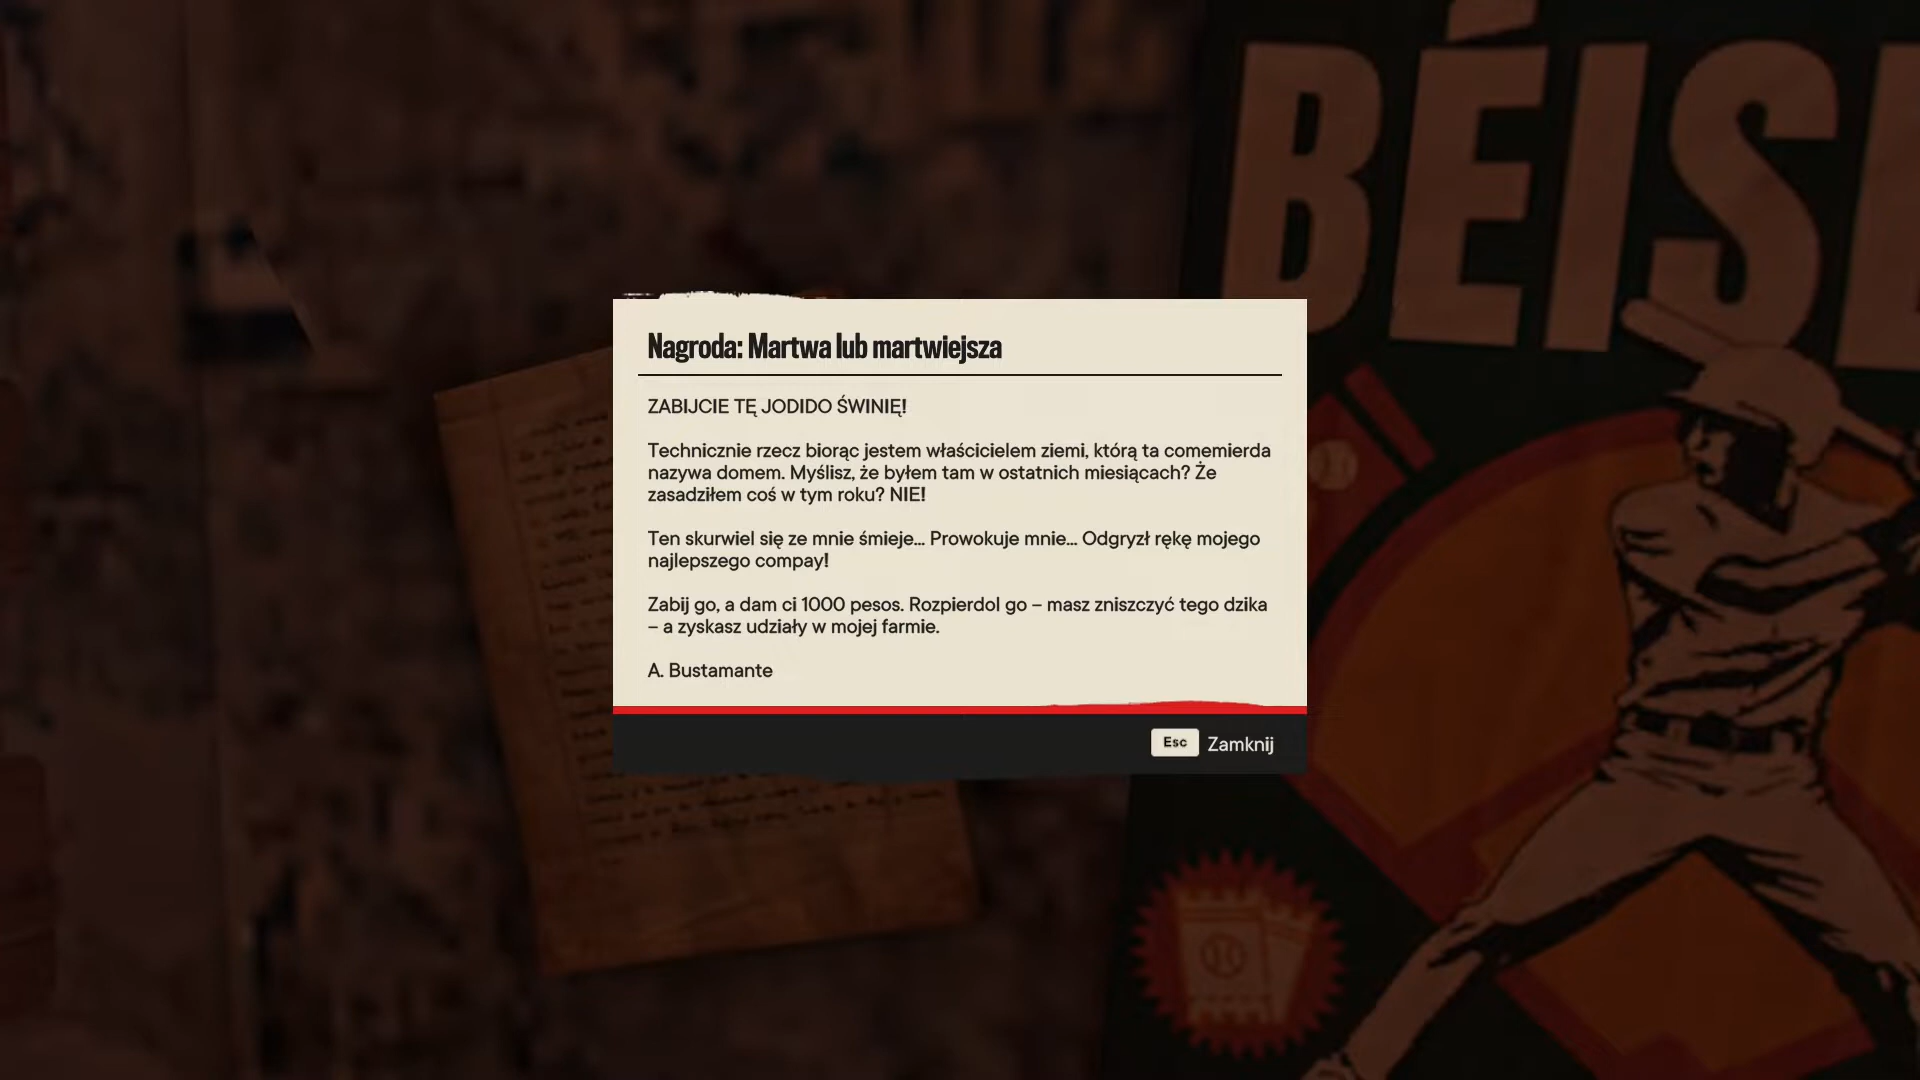 BÉISB
Nagroda: Martwa lub martwiejsza
ZABIJCIE TĘ JODIDO ŚWINIĘ!
Technicznie rzecz biorąc jestem właścicielem ziemi, którą ta comemierda
nazywa domem. Myślisz, że byłem tam w ostatnich miesiącach? Że
zasadziłem coś w tym roku? NIE!
Ten skurwiel się ze mnie śmieje... Prowokuje mnie... Odgryzł rękę mojego
najlepszego compay!
Zabij go, a dam ci 1000 pesos. Rozpierdol go – masz zniszczyć tego dzika
– a zyskasz udziały w mojej farmie.
A. Bustamante
Esc Zamknij